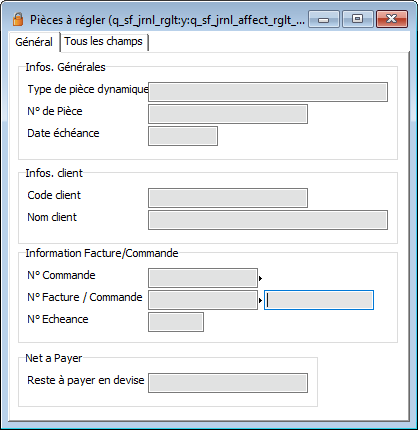 Pièces à régler (q_sf_jrnl_rglt:y:q_sf_jrnl_affect_rglt_...
Général Tous les champs
Infos. Générales
Type de pièce dynamique
N° de Pièce
Date échéance
Infos. client
Code client
Nom client
Information Facture/Commande
N° Commande
N° Facture / Commande
N° Echeance
Net a Payer
Reste à payer en devise